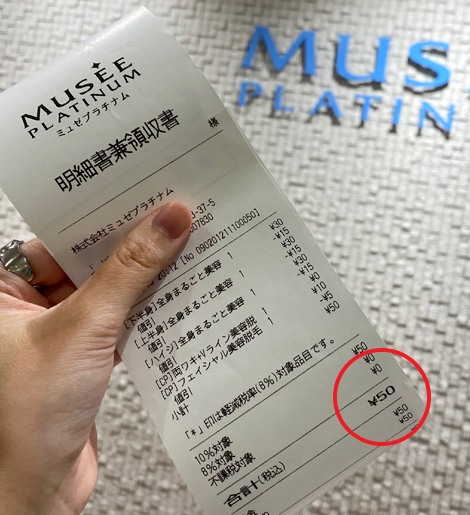 MUSEE
PLATINUM
ミュゼプラチナム
明細書兼領収書
様
株式会社ミュゼプラチナム
3-37-5
07830
[No 090201211100050]
[下半身]全身まるごと美容 1 ¥30
値引 -¥15
[上半身]全身まるごと美容 1 ¥30
値引 -¥15
[ハイジ]全身まるごと美容 1 ¥30
値引 -¥15
[CP]両ワキ+Vライン美容脱
[CP]フェイシャル美容脱毛 1
小計 ¥50
「*」印は軽減税率(8%)対象品目です。
10%対象 ¥50
8%対象 ¥0
不課税対象 ¥0
合計(税込) ¥50
¥50
¥50
MUS
PLATIN